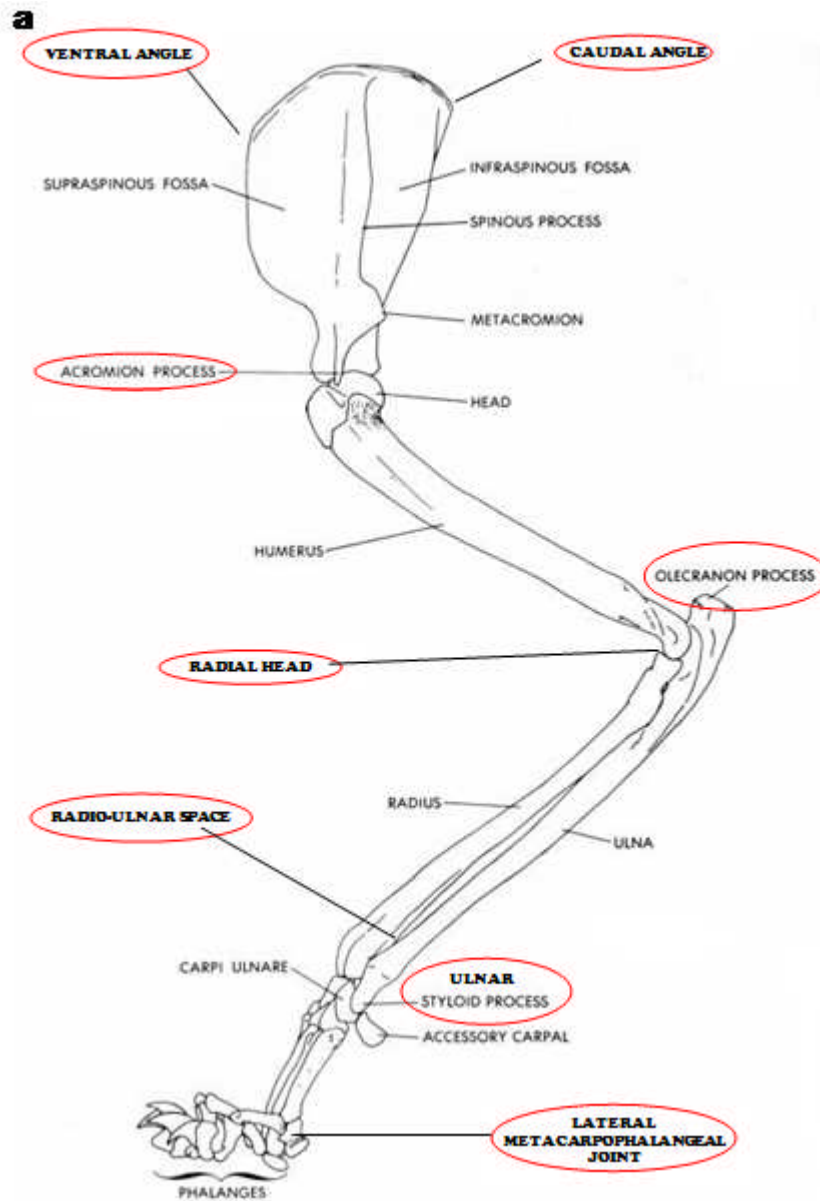 a
VENTRAL ANGLE
CAUDAL ANGLE
SUPRASPINOUS FOSSA
INFRASPINOUS FOSSA
SPINOUS PROCESS
METACROMION
ACROMION PROCESS
HEAD
HUMERUS
OLECRANON PROCESS
RADIAL HEAD
RADIUS
RADIO-ULNAR SPACE
ULNA
CARPI ULNARE
ULNAR
STYLOID PROCESS
ACCESSORY CARPAL
1
LATERAL
METACARPOPHALANGEAL
JOINT
PHALANGES